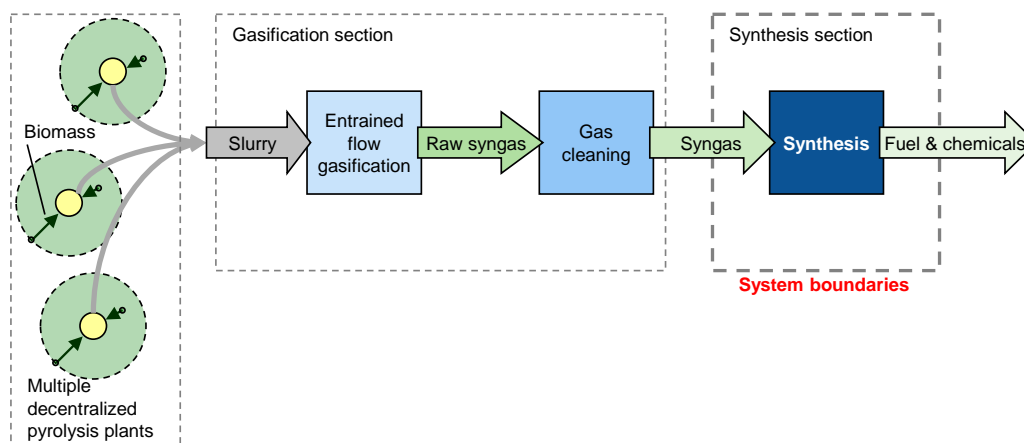 Gasification section
Synthesis section
Biomass
Slurry
Entrained
flow
gasification
Raw syngas
Gas
cleaning
Syngas
Synthesis
Fuel & chemicals
System boundaries
Multiple
decentralized
pyrolysis plants